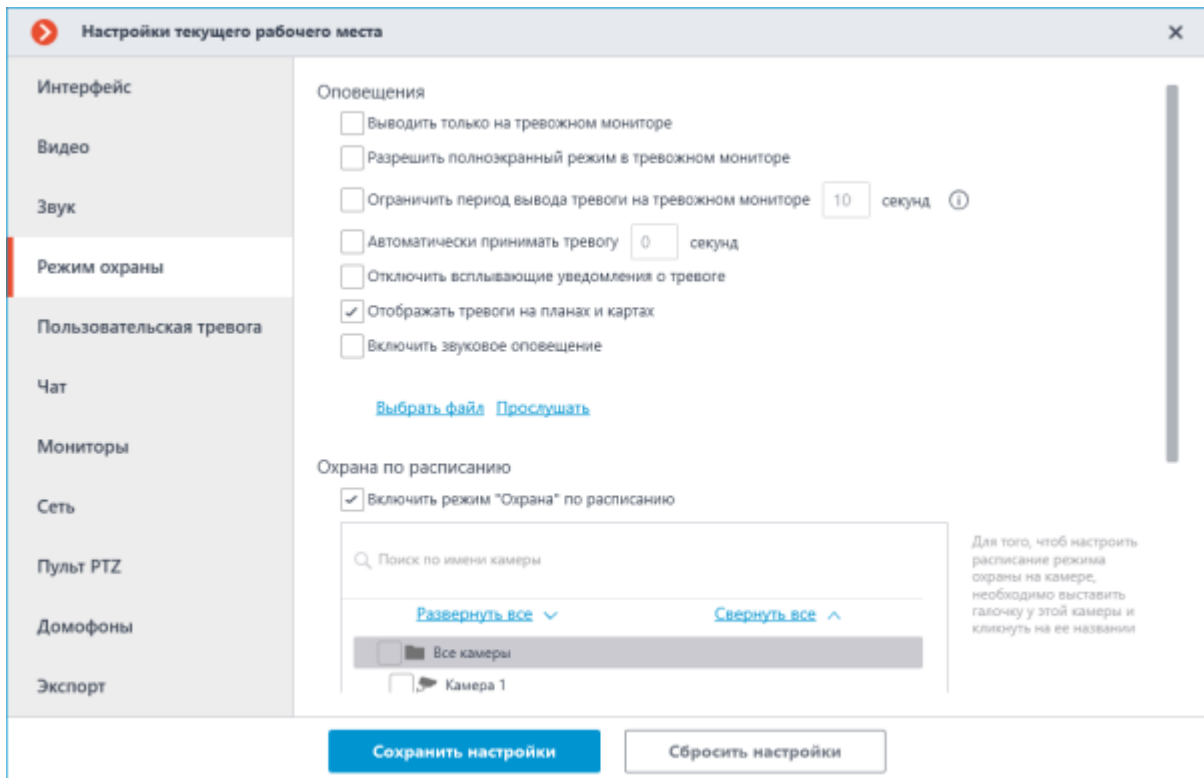 Настройки текущего рабочего места
Интерфейс
Видео
Звук
Режим охраны
Пользовательская тревога
Чат
Мониторы
Сеть
Пульт PTZ
Домофоны
Экспорт
Оповещения
Выводить только на тревожном мониторе
Разрешить полноэкранный режим в тревожном мониторе
Ограничить период вывода тревоги на тревожном мониторе 10 секунд
Автоматически принимать тревогу 0 секунд
Отключить всплывающие уведомления о тревоге
Отображать тревоги на планах и картах
Включить звуковое оповещение
Выбрать файл Прослушать
Охрана по расписанию
Включить режим "Охрана" по расписанию
Поиск по имени камеры
Развернуть все Свернуть все
Все камеры
Камера 1
Для того, чтоб настроить
расписание режима
охраны на камере,
необходимо выставить
галочку у этой камеры и
кликнуть на ее названии
Сохранить настройки Сбросить настройки